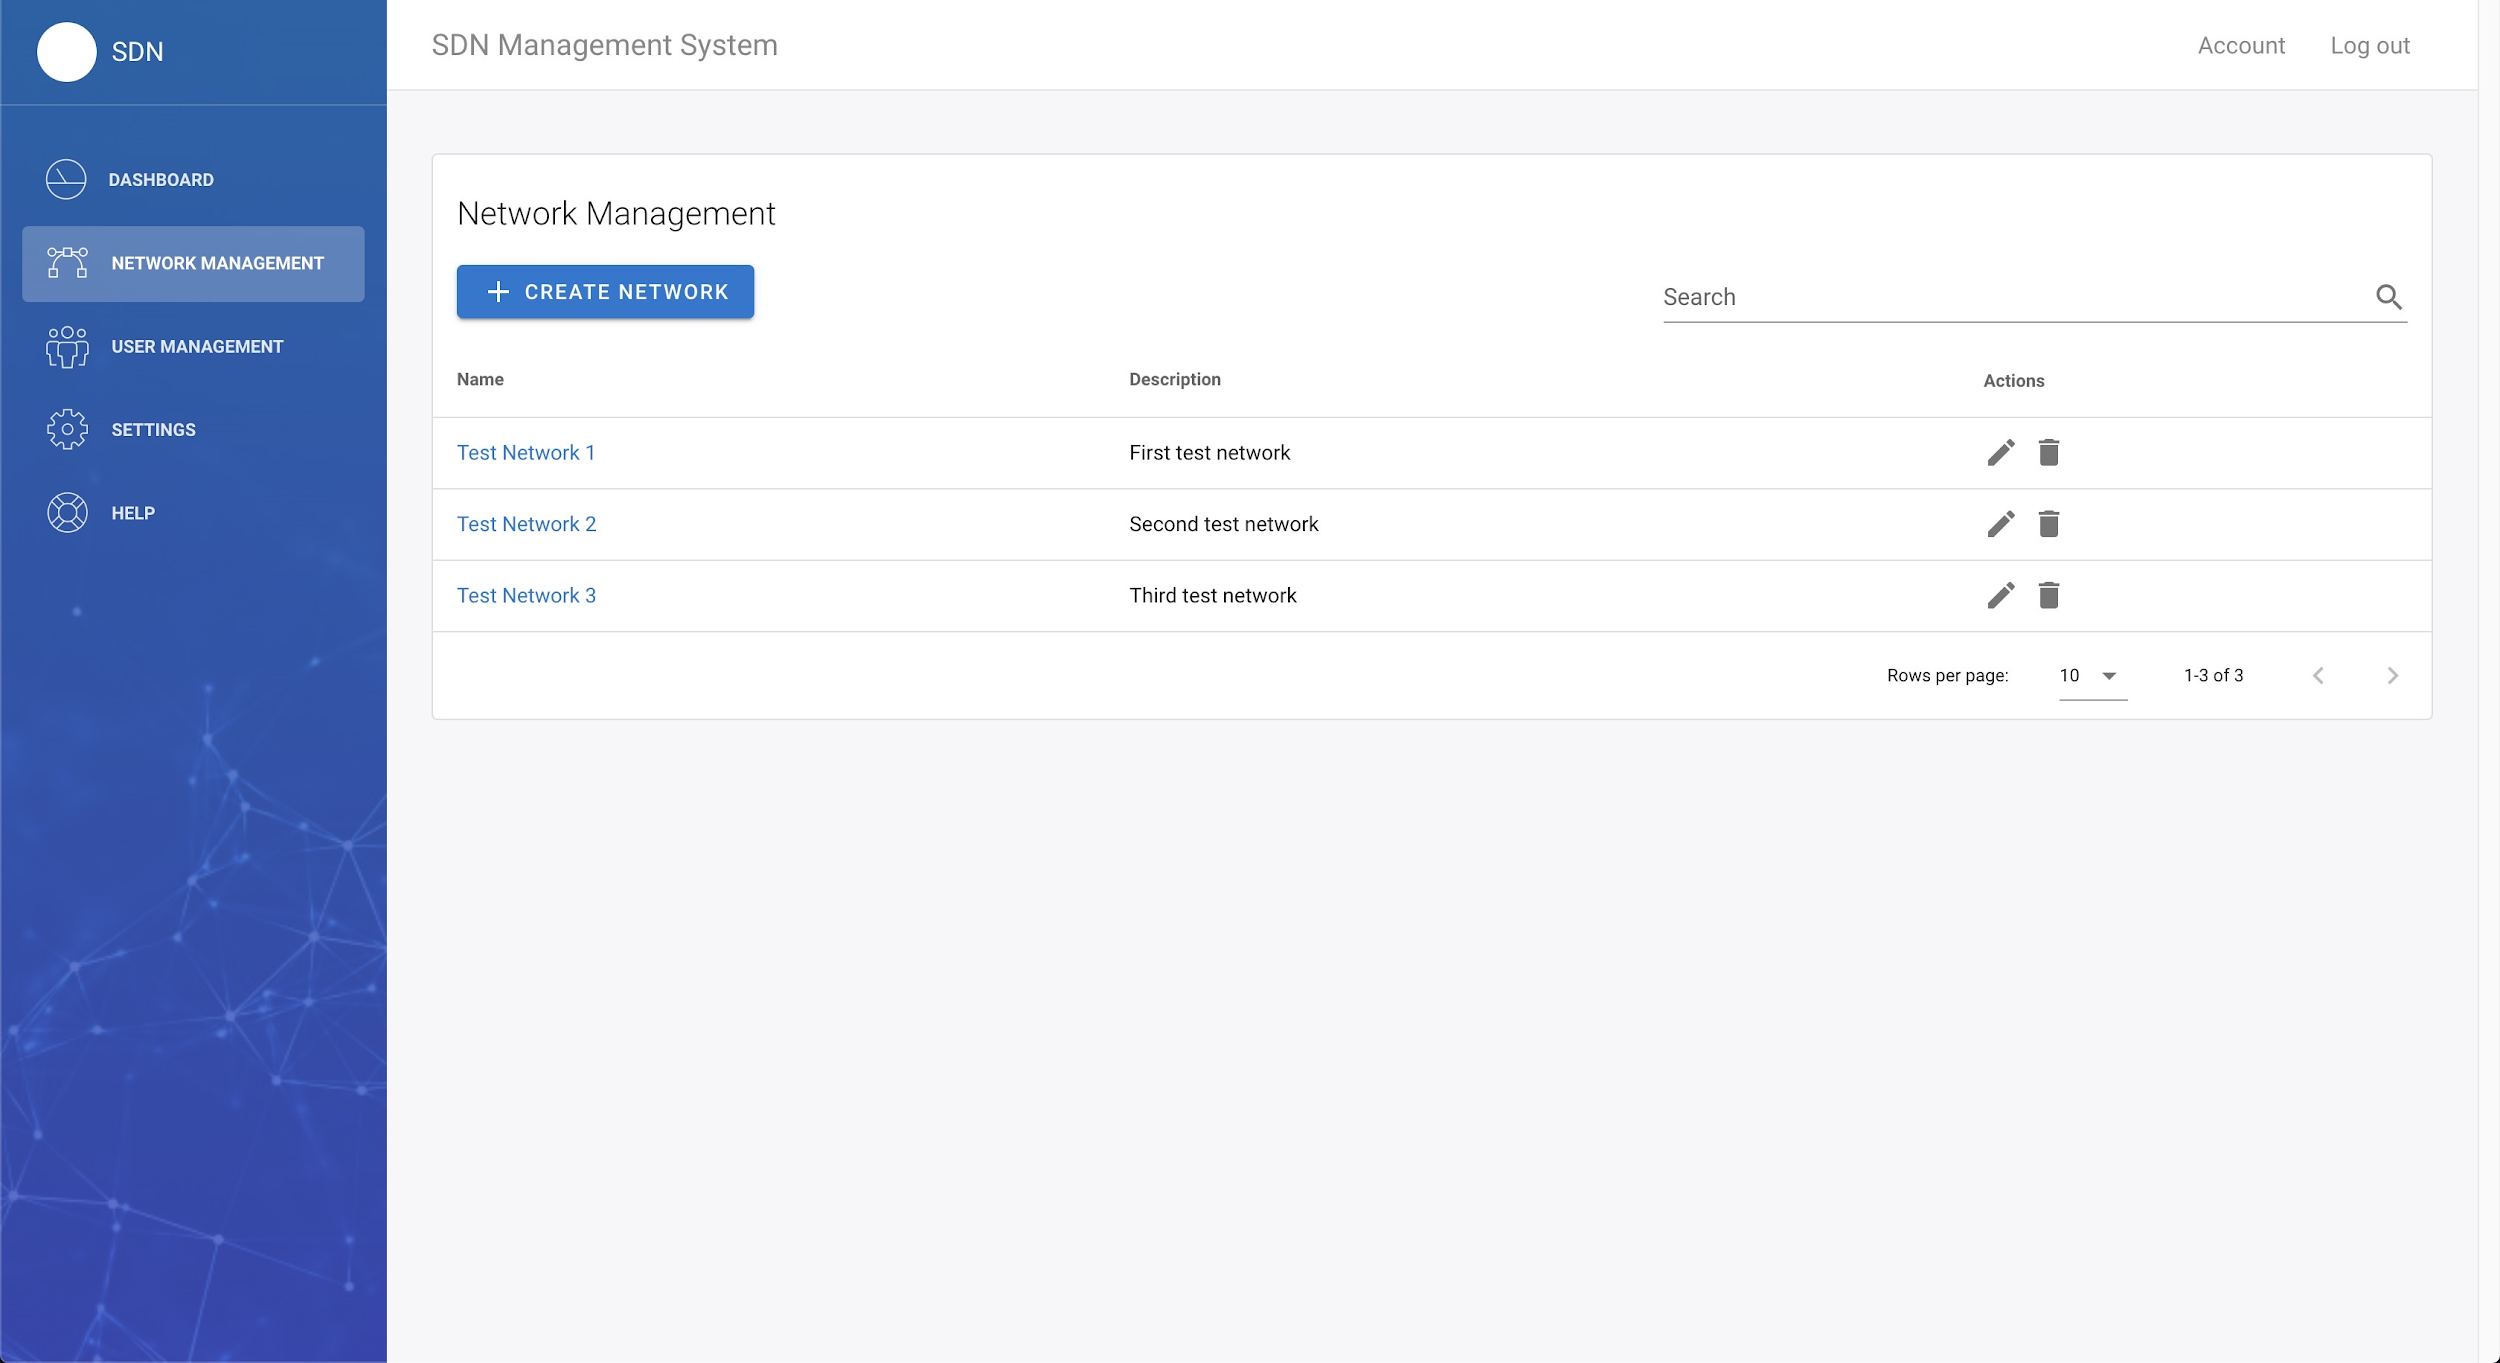 SDN
SDN Management System
Account
Log out
DASHBOARD
NETWORK MANAGEMENT
USER MANAGEMENT
SETTINGS
HELP
Network Management
CREATE NETWORK
Search
Name Description Actions
Test Network 1 First test network
Test Network 2 Second test network
Test Network 3 Third test network
Rows per page: 10 1-3 of 3